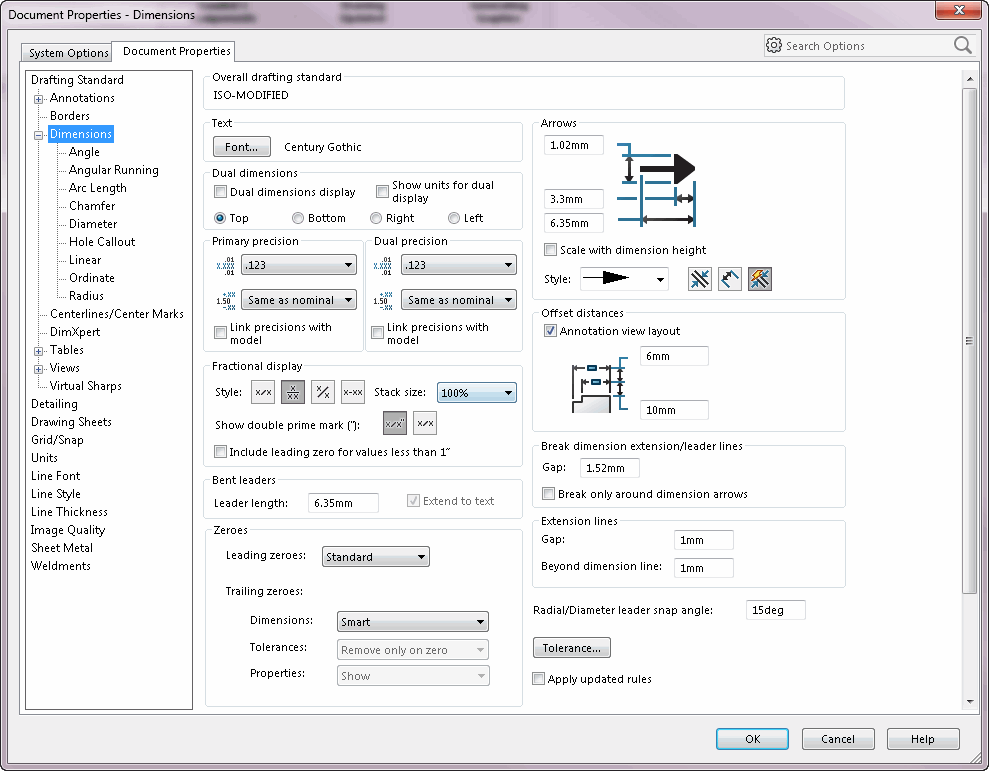 Document Properties - Dimensions
System Options
Document Properties
Search Options
Drafting Standard
Annotations
Borders
Dimensions
Angle
Angular Running
Arc Length
Chamfer
Diameter
Hole Callout
Linear
Ordinate
Radius
Centerlines/Center Marks
DimXpert
Tables
Views
Virtual Sharps
Detailing
Drawing Sheets
Grid/Snap
Units
Line Font
Line Style
Line Thickness
Image Quality
Sheet Metal
Weldments
Overall drafting standard
ISO-MODIFIED
Text
Font...
Century Gothic
Dual dimensions
Dual dimensions display
Show units for dual
display
Top
Bottom
Right
Left
Primary precision
.123
Same as nominal
Link precisions with
model
Dual precision
.123
Same as nominal
Link precisions with
model
Fractional display
Style:
Stack size:
100%
Show double prime mark ("):
Include leading zero for values less than 1"
Bent leaders
Leader length:
6.35mm
Extend to text
Zeroes
Leading zeroes:
Standard
Trailing zeroes:
Dimensions:
Smart
Tolerances:
Remove only on zero
Properties:
Show
Arrows
1.02mm
3.3mm
6.35mm
Scale with dimension height
Style:
Offset distances
Annotation view layout
6mm
10mm
Break dimension extension/leader lines
Gap:
1.52mm
Break only around dimension arrows
Extension lines
Gap:
1mm
Beyond dimension line:
1mm
Radial/Diameter leader snap angle:
15deg
Tolerance...
Apply updated rules
OK
Cancel
Help